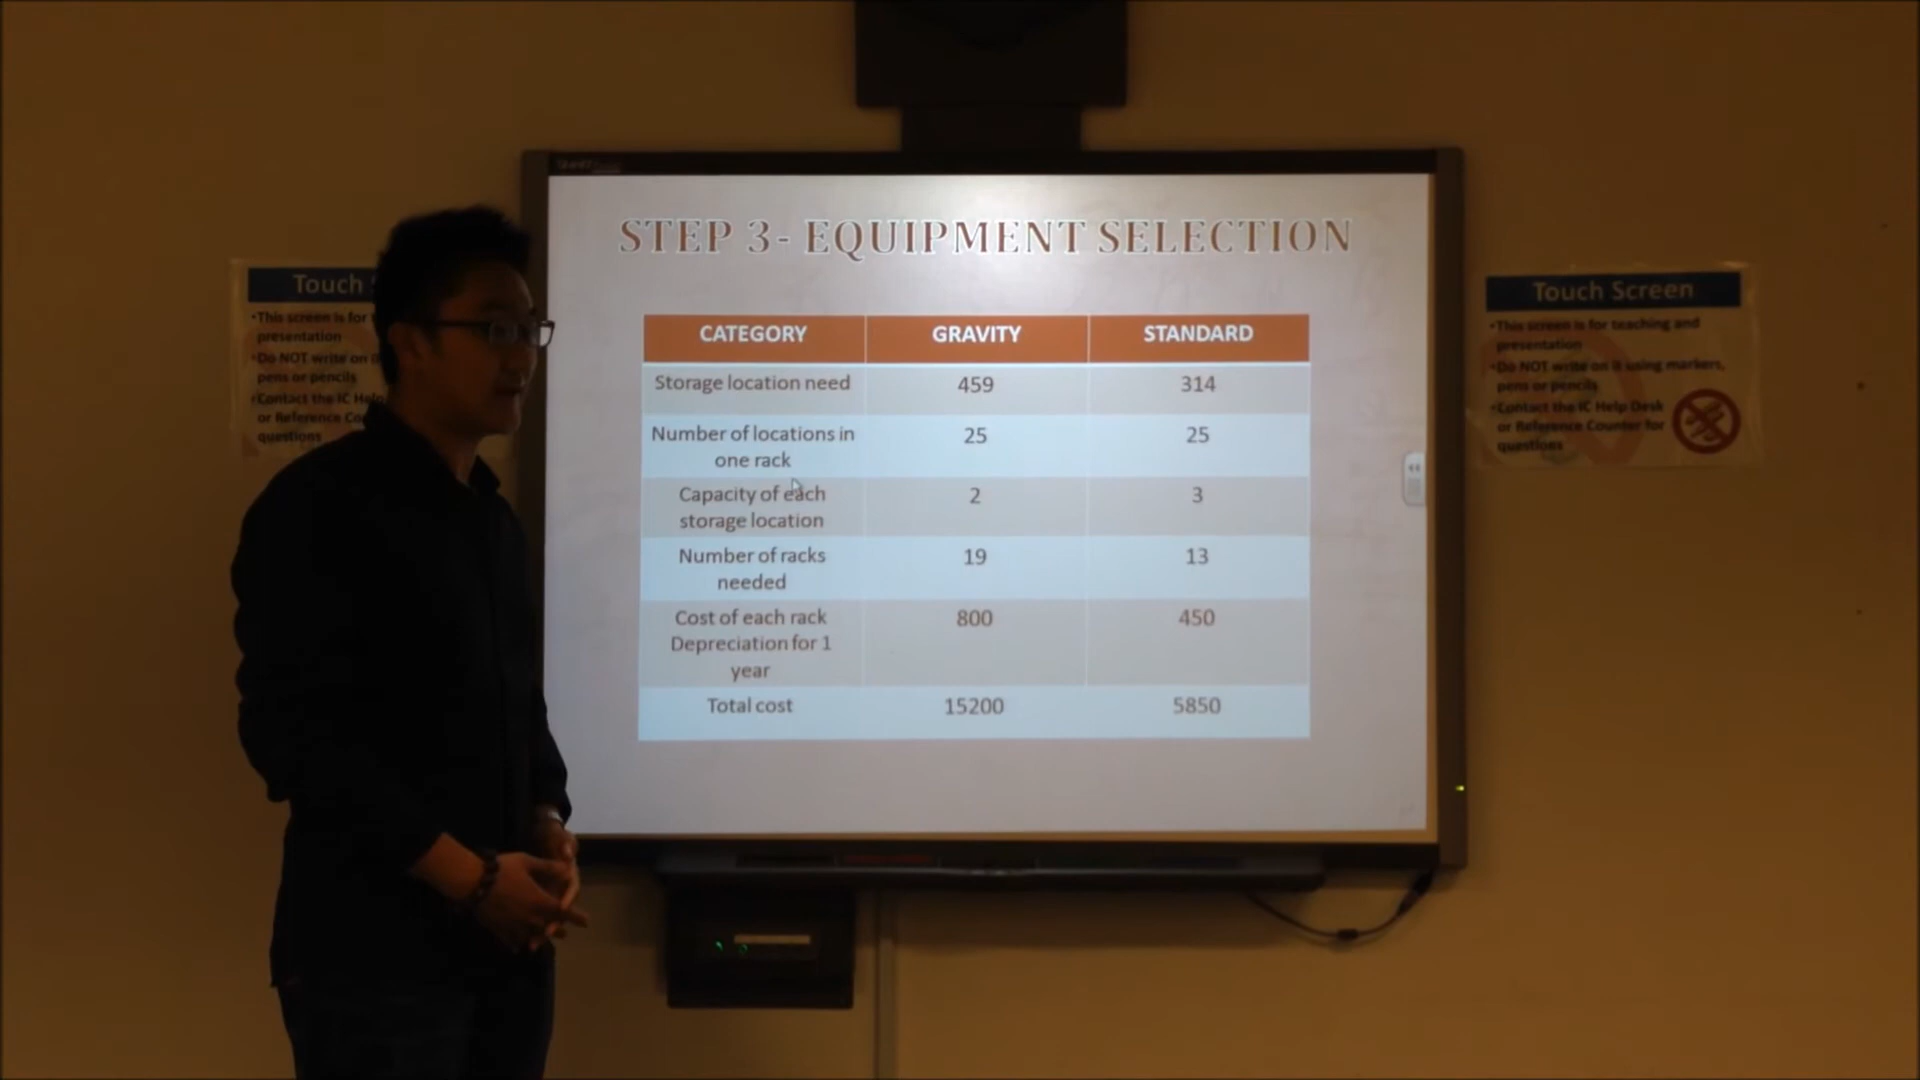 STEP 3- EQUIPMENT SELECTION
CATEGORY GRAVITY STANDARD
Storage location need 459 314
Number of locations in 25 25
one rack
Capacity of each 2 3
storage location
Number of racks 19 13
needed
Cost of each rack 800 450
Depreciation for 1
year
Total cost 15200 5850
Touch
•This screen is for
presentation
•Do NOT write on
pens or pencils
•Contact the IC Help
or Reference
questions
Touch Screen
•This screen is for teaching and
presentation
•Do NOT write on it using markers,
pens or pencils
•Contact the IC Help Desk
or Reference Counter for
questions